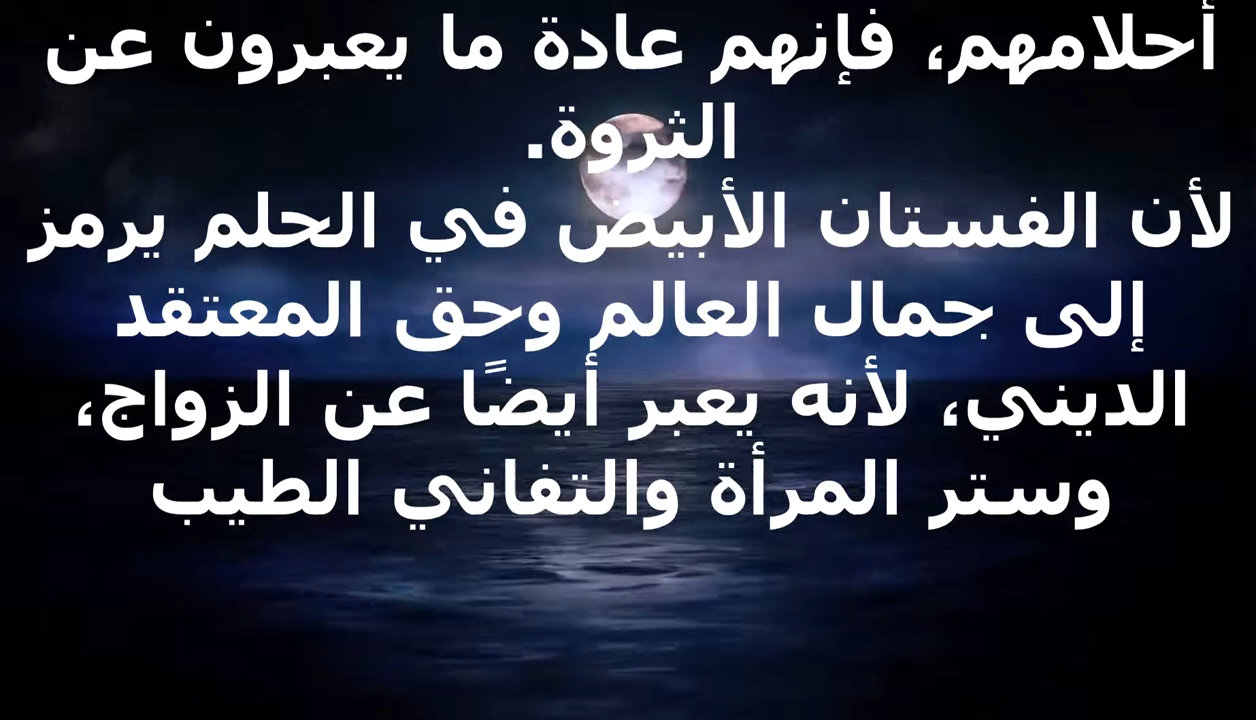 أحلامهم، فإنهم عادة ما يعبرون عن
الثروة.
لأن الفستان الأبيض في الحلم يرمز
إلى جمال العالم وحق المعتقد
الديني، لأنه يعبر أيضًا عن الزواج،
وستر المرأة والتفاني الطيب